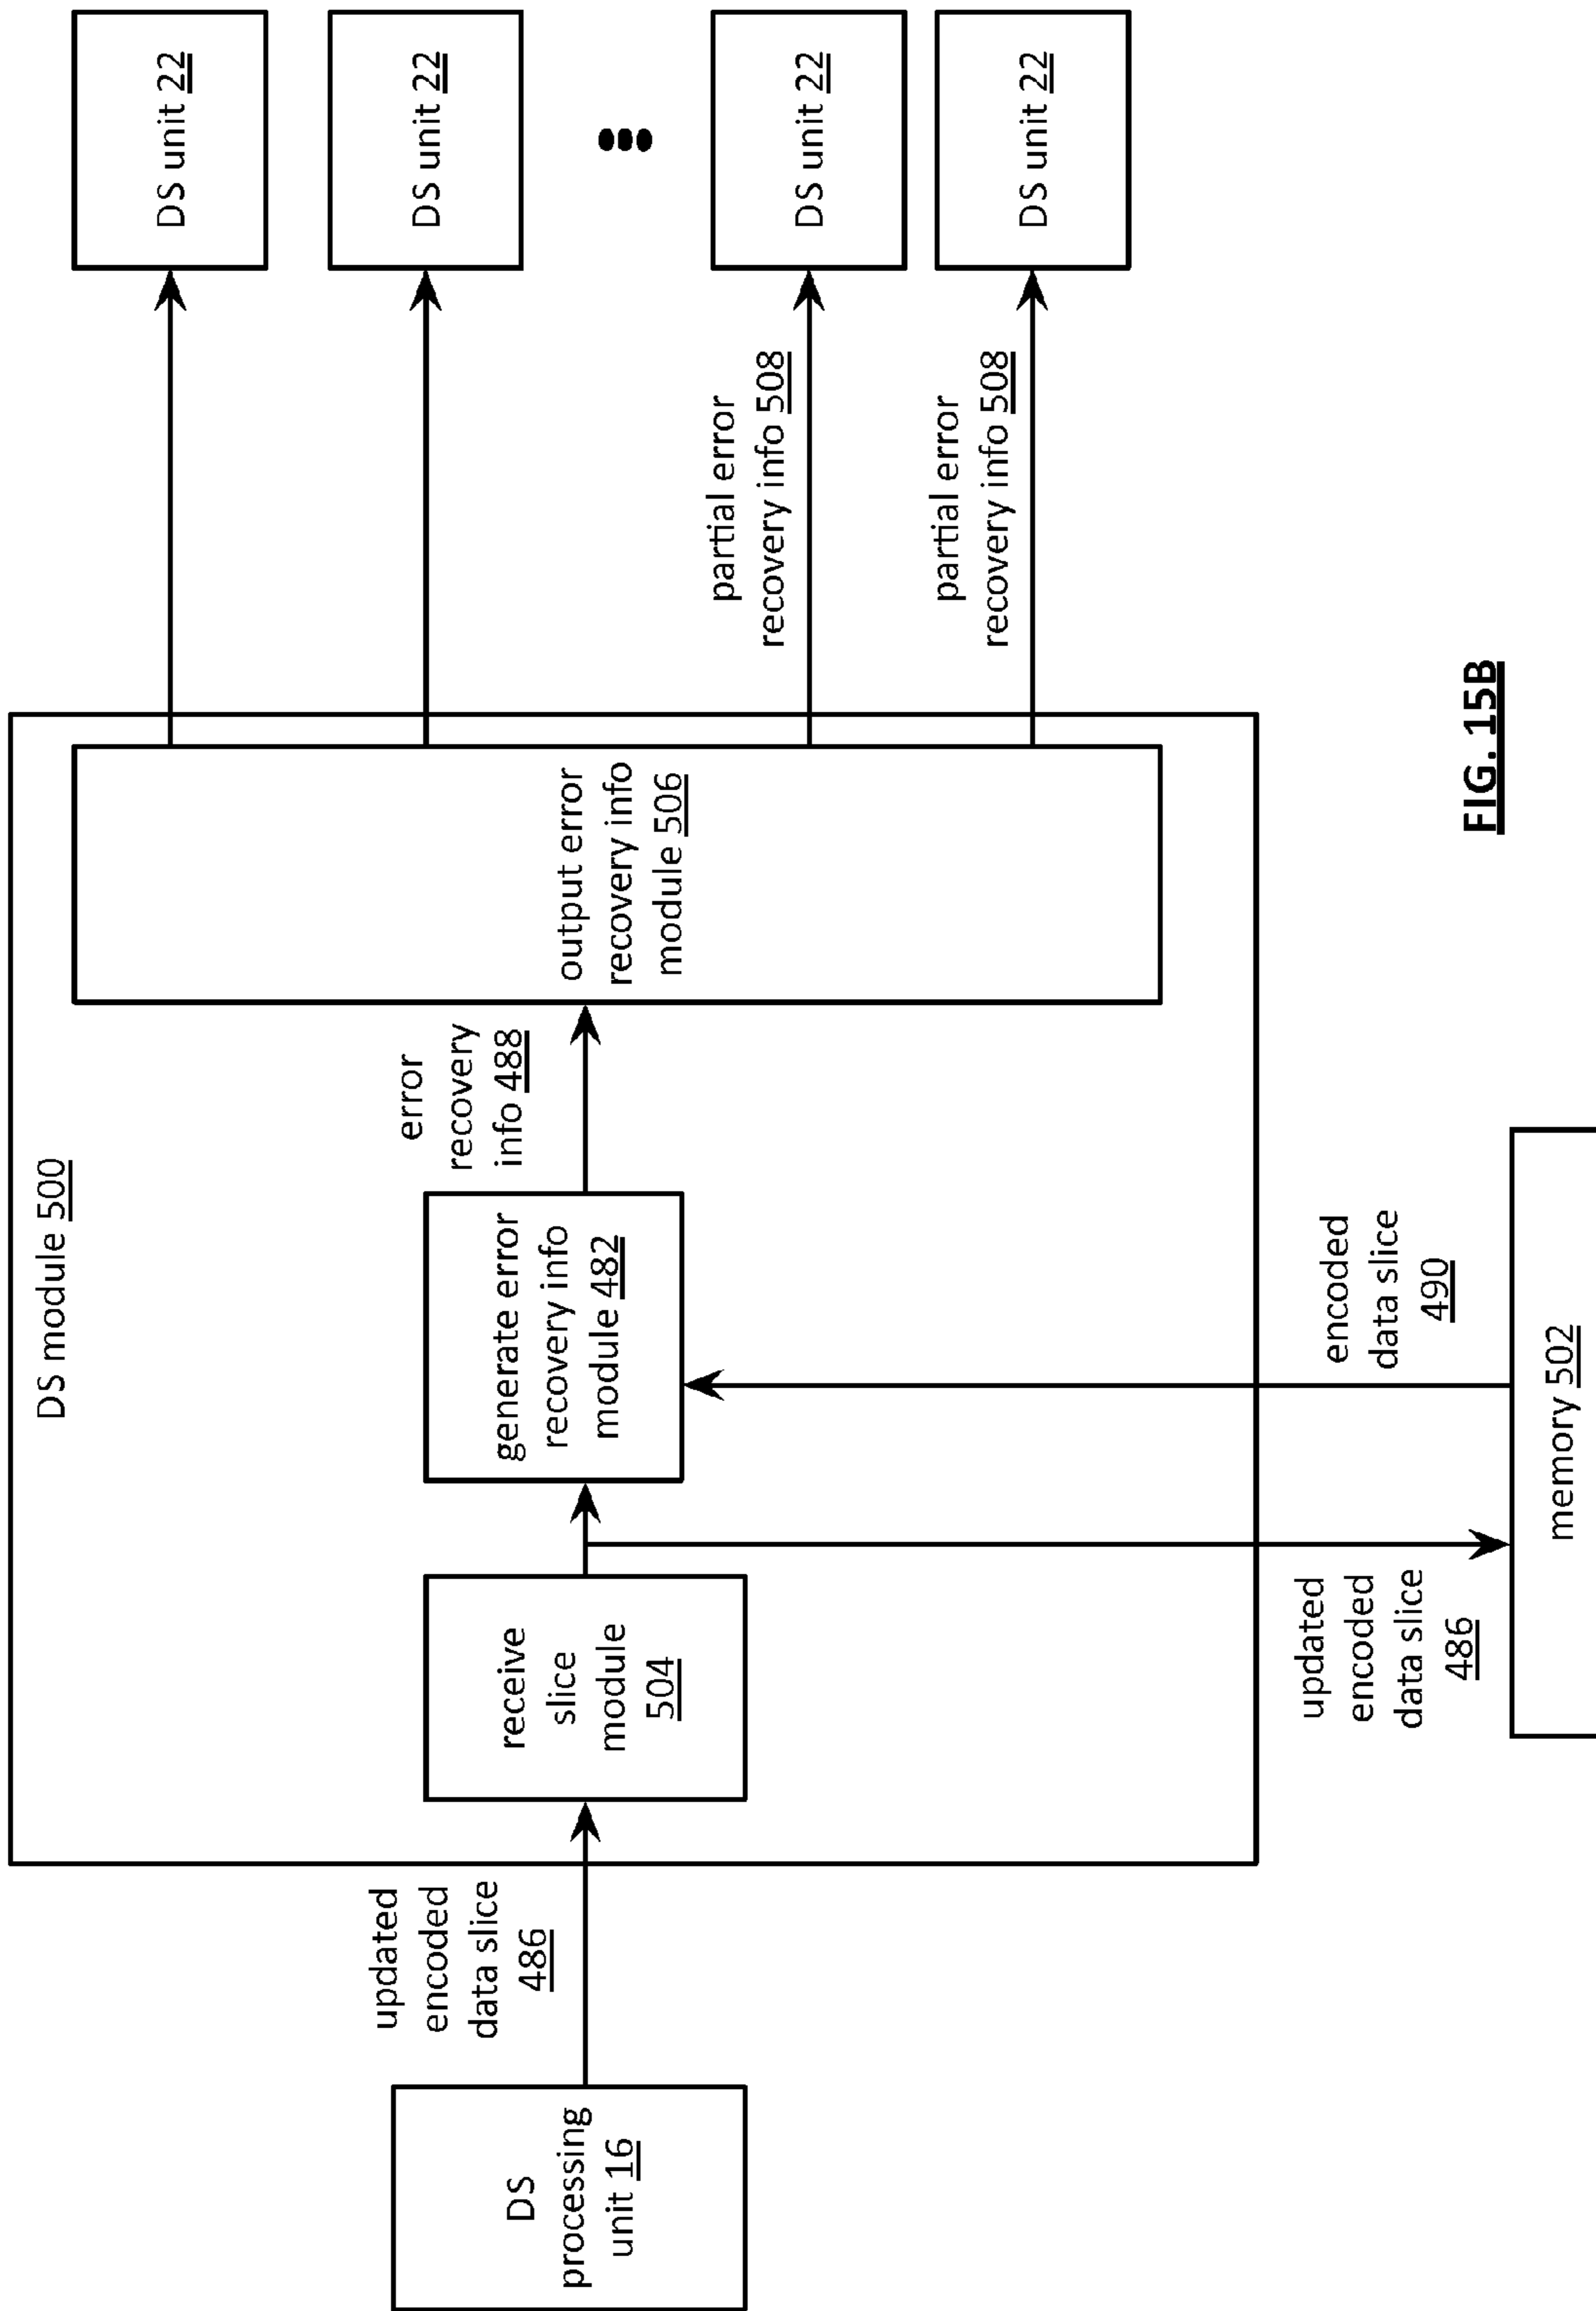 DS module 500
DS
processing
unit 16
updated
encoded
data slice
486
receive
slice
module
504
generate error
recovery info
module 482
error
recovery
info 488
output error
recovery info
module 506
DS unit 22
DS unit 22
partial error
recovery info 508
DS unit 22
partial error
recovery info 508
DS unit 22
updated
encoded
data slice
486
encoded
data slice
490
memory 502
FIG. 15B